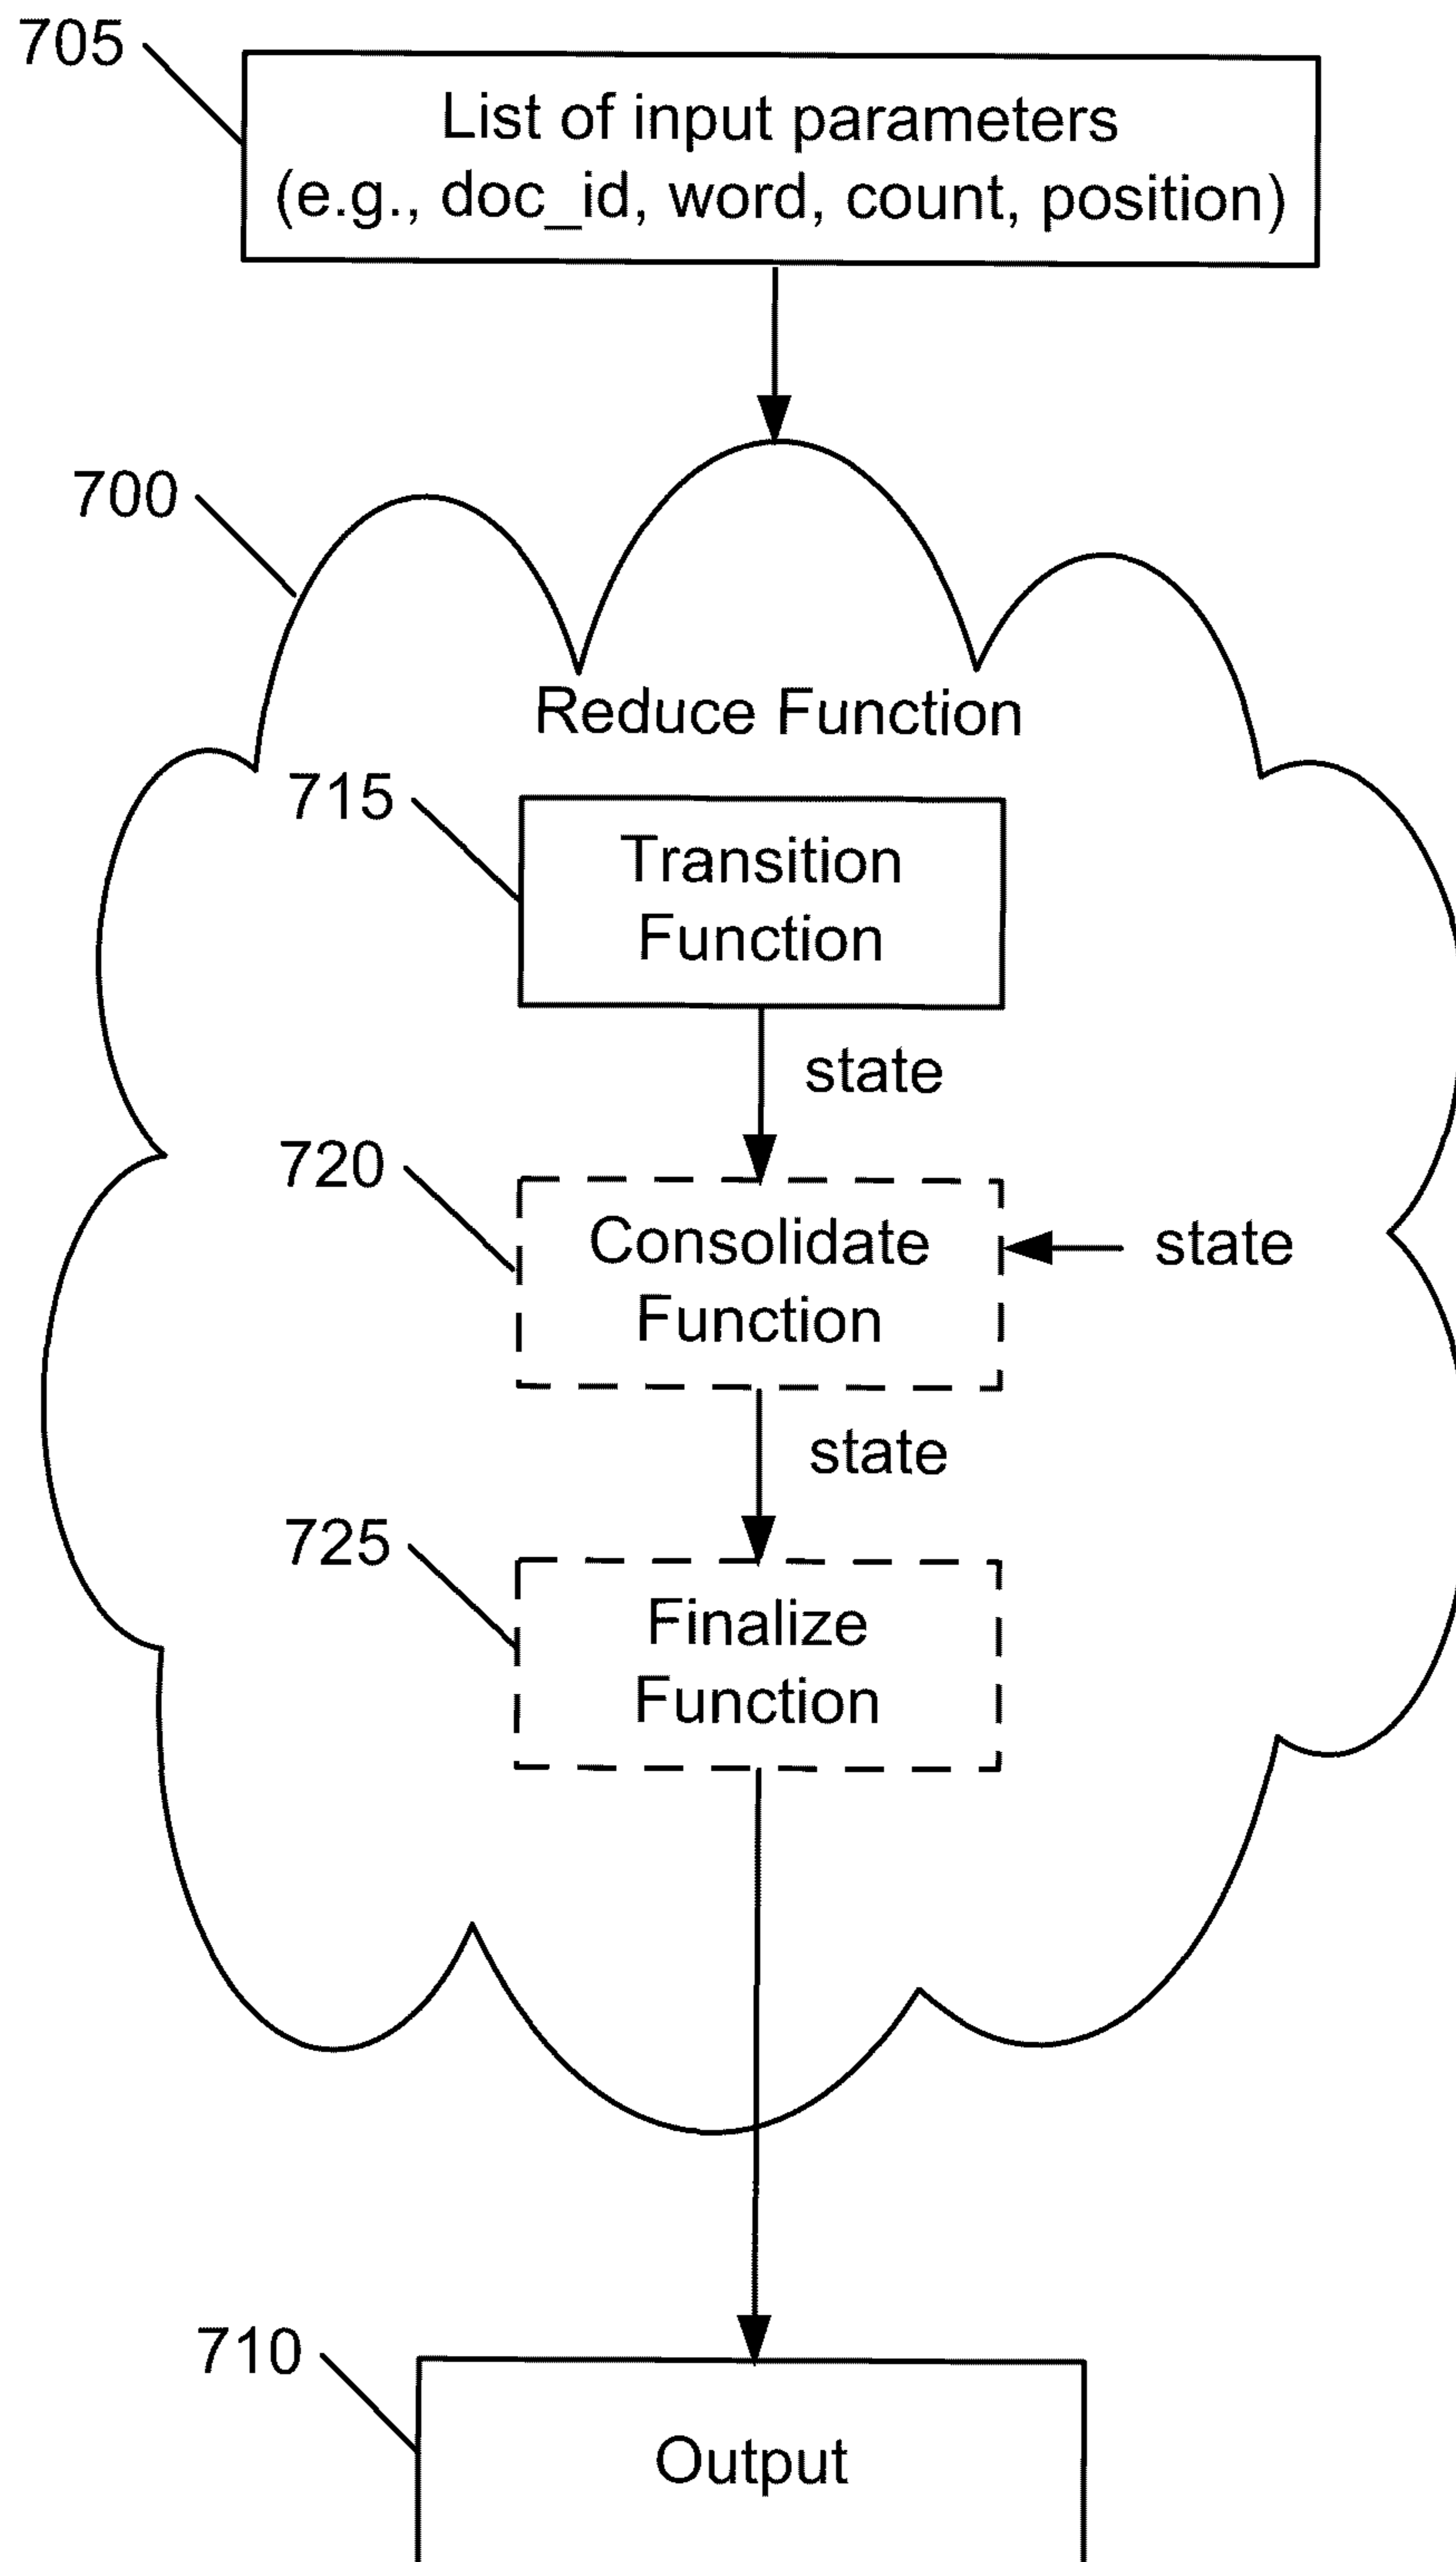 705
List of input parameters
(e.g., doc_id, word, count, position)
700
Reduce Function
715
Transition
Function
state
720
Consolidate
Function
state
state
725
Finalize
Function
710
Output